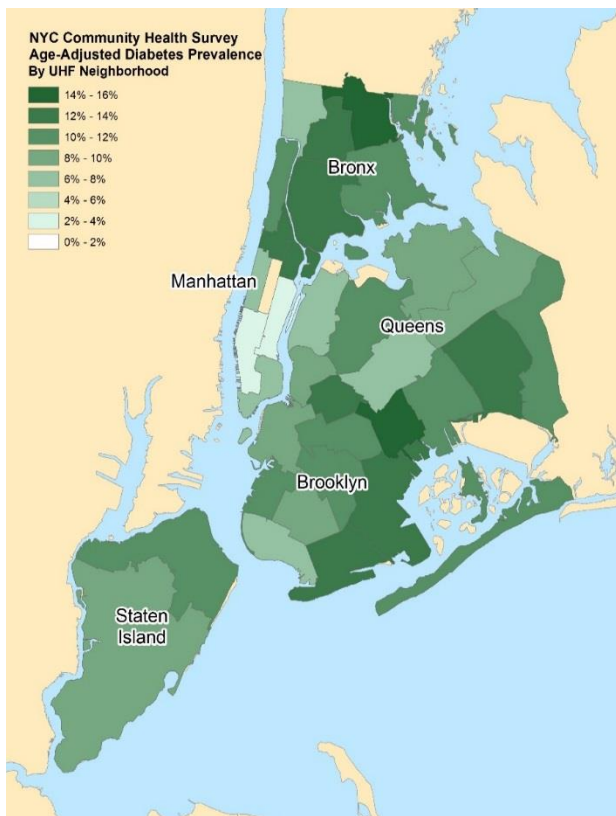 NYC Community Health Survey
Age-Adjusted Diabetes Prevalence
By UHF Neighborhood
14% - 16%
12% - 14%
10% - 12%
8% - 10%
6% - 8%
4% - 6%
2% - 4%
0% - 2%
Bronx
Manhattan
Queens
Brooklyn
Staten
Island